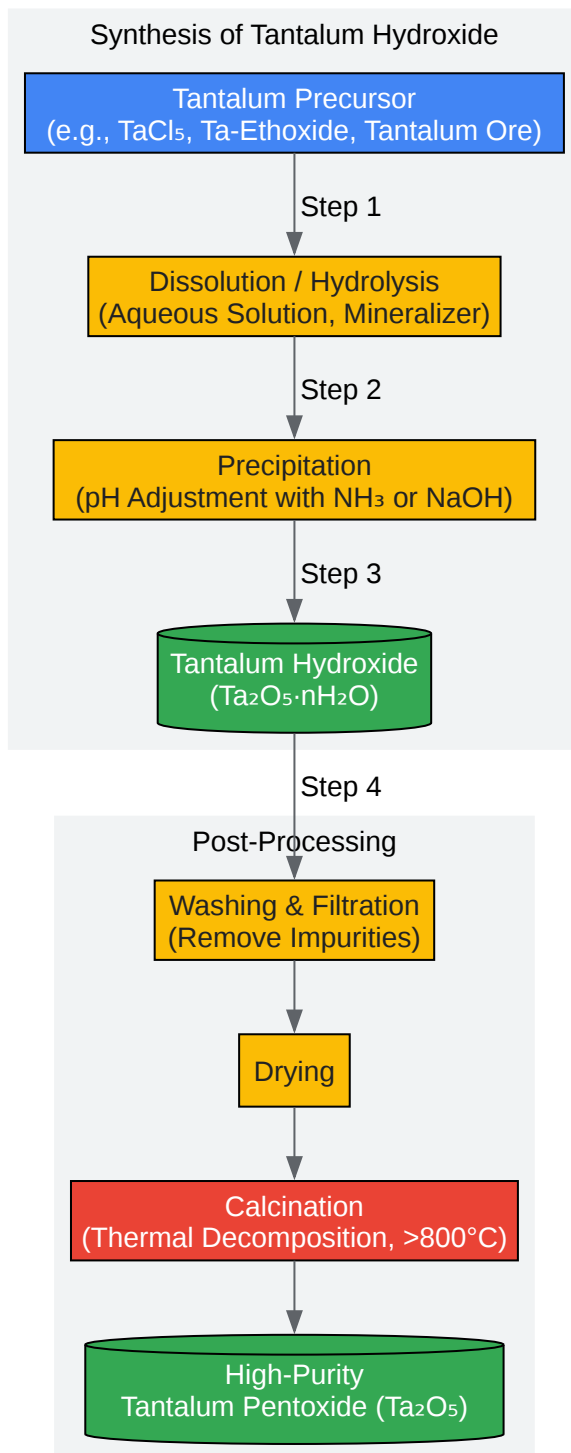 Synthesis of Tantalum Hydroxide
Tantalum Precursor
(e.g., TaCl₅, Ta-Ethoxide, Tantalum Ore)
Step 1
Dissolution / Hydrolysis
(Aqueous Solution, Mineralizer)
Step 2
Precipitation
(pH Adjustment with NH₃ or NaOH)
Step 3
Tantalum Hydroxide
(Ta₂O₅·nH₂O)
Step 4
Post-Processing
Washing & Filtration
(Remove Impurities)
Drying
Calcination
(Thermal Decomposition, >800°C)
High-Purity
Tantalum Pentoxide (Ta₂O₅)